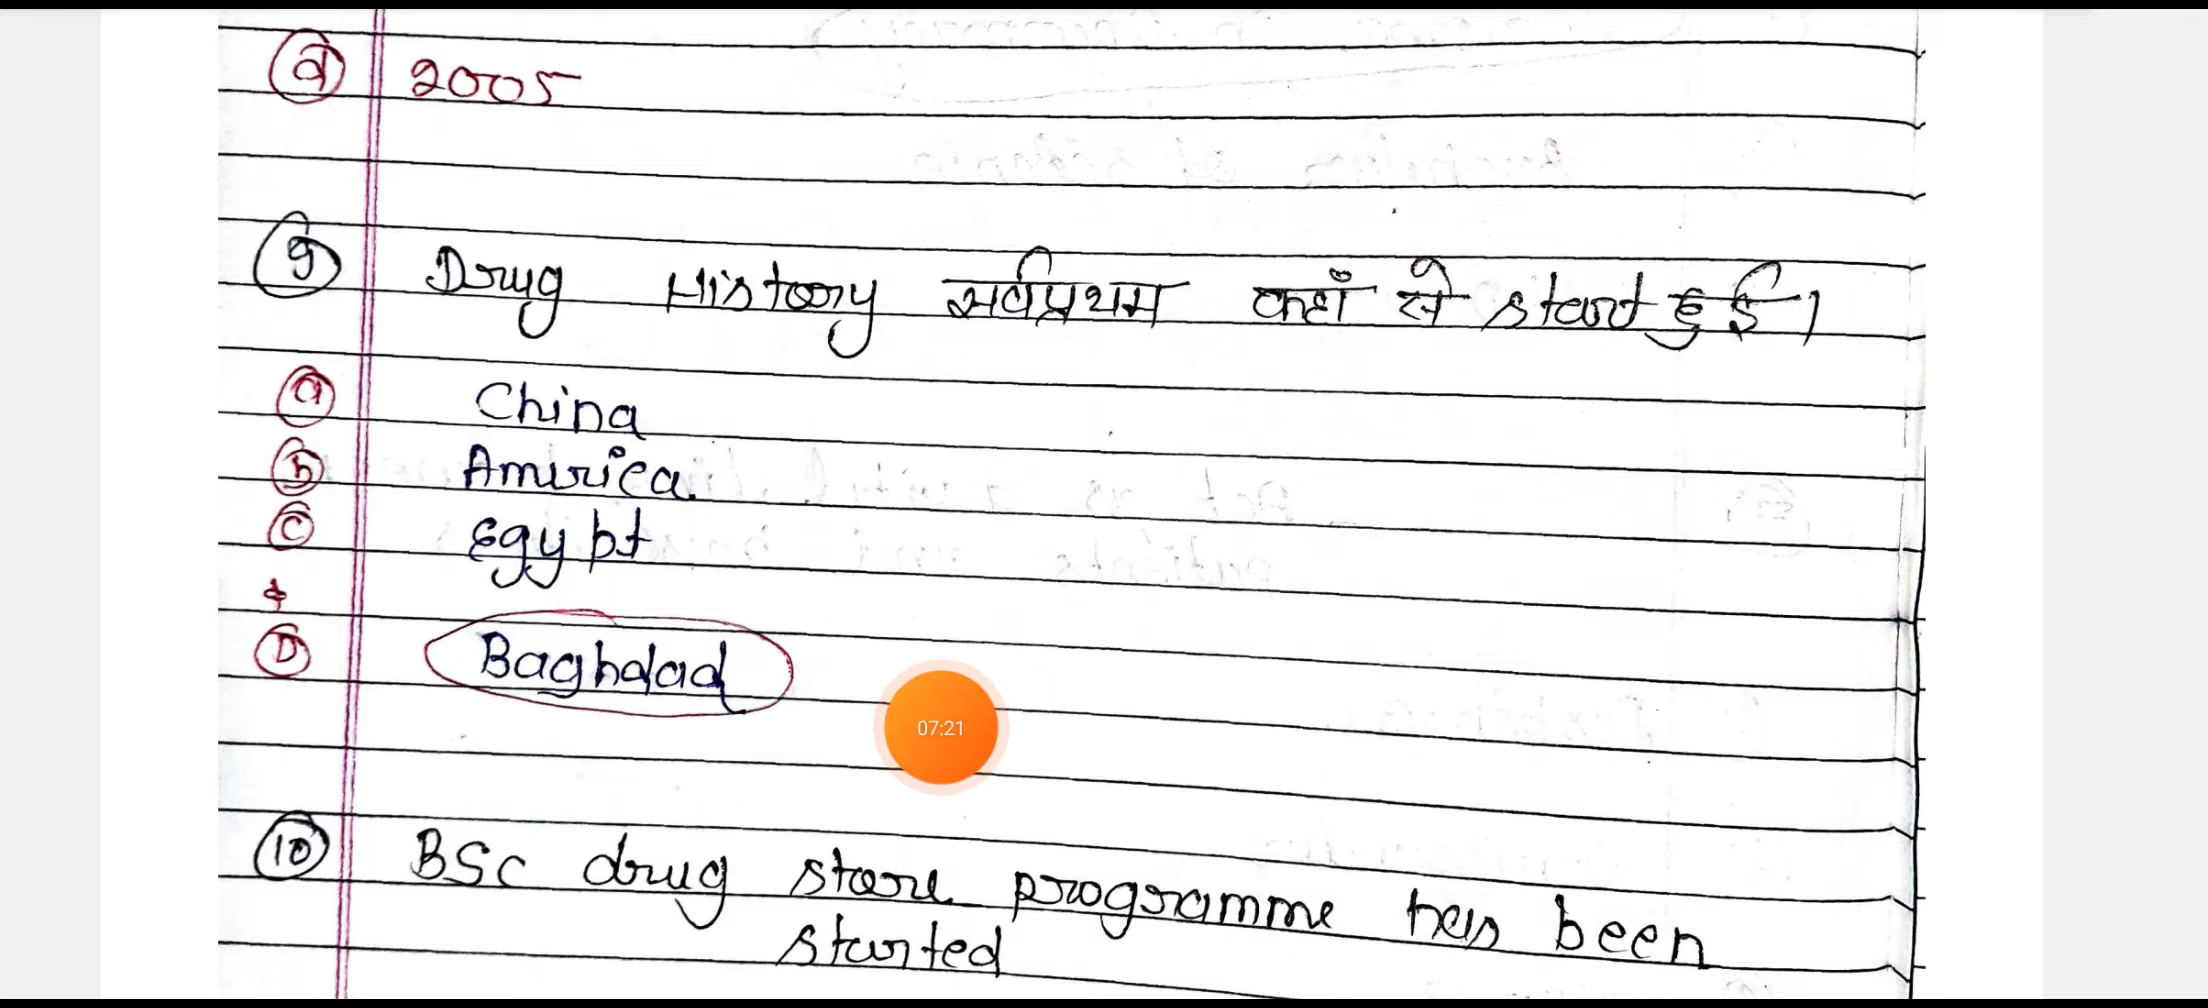 d 2005
9 Drug History सर्वप्रथम कहाँ से start हुई।
a China
b America
c Egypt
D Baghdad
07:21
10 BSc drug store programme has been
started